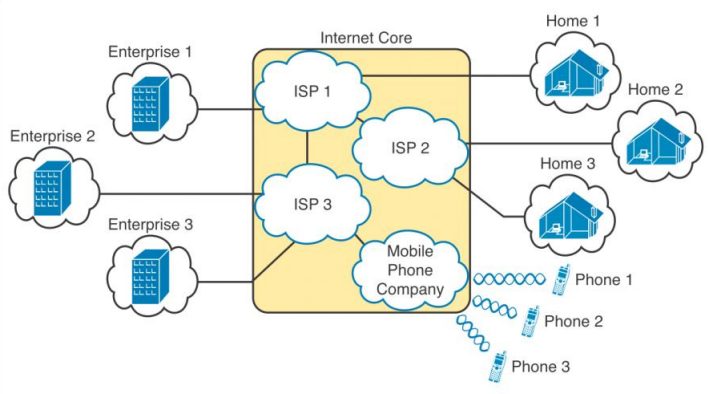 Home 1
Internet Core
Enterprise 1
ISP 1
Home 2
Enterprise 2
ISP 2
Home 3
ISP 3
Enterprise 3
Mobile
Phone
Company
Phone 1
Phone 2
Phone 3